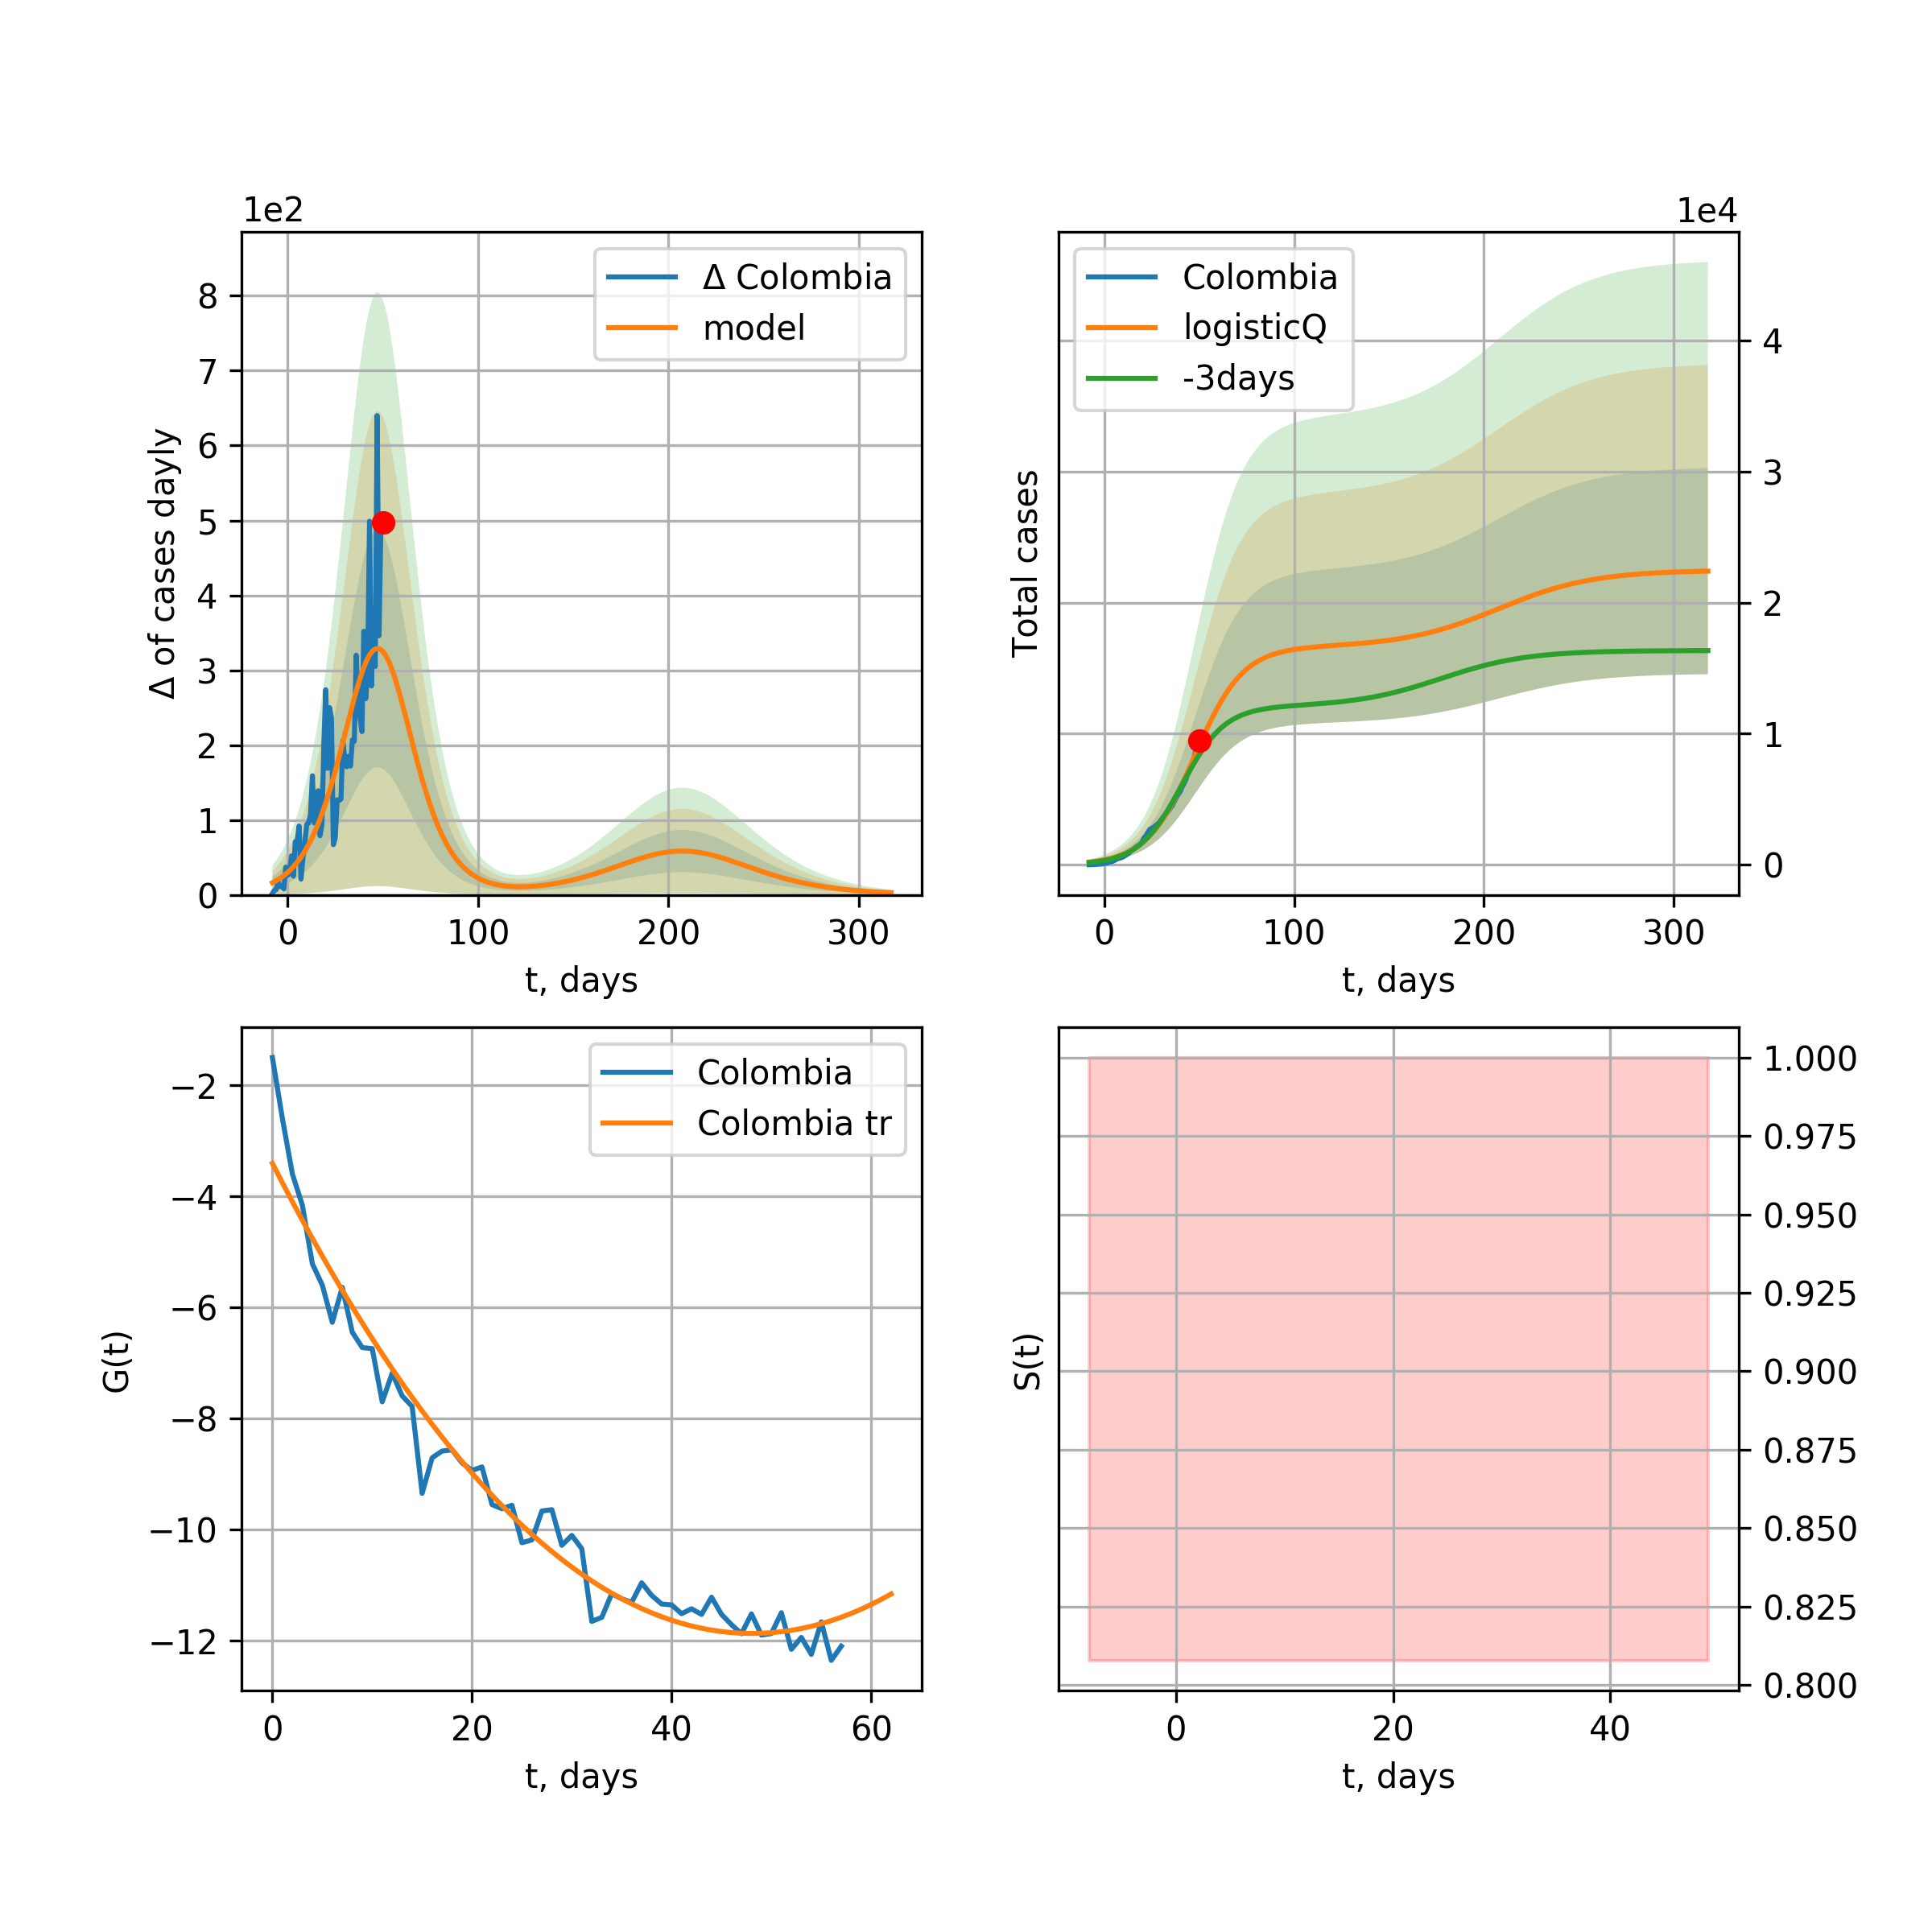 1e2
Δ of cases dayly
8
7
6
5
4
3
2
1
0
0 100 200 300
t, days
Δ Colombia
model
1e4
Total cases
4
3
2
1
0
0 100 200 300
t, days
Colombia
logisticQ
-3days
G(t)
−2
−4
−6
−8
−10
−12
0 20 40 60
t, days
Colombia
Colombia tr
S(t)
1.000
0.975
0.950
0.925
0.900
0.875
0.850
0.825
0.800
0 20 40
t, days